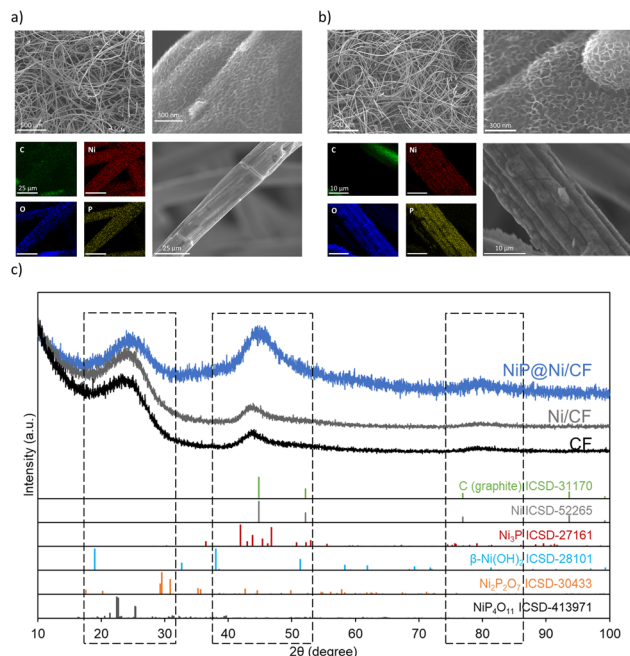 a)
b)
500 µm
300 nm
500 µm
300 nm
C
Ni
25 µm
O
P
25 µm
C
Ni
10 µm
O
P
10 µm
c)
NiP@Ni/CF
Ni/CF
CF
Intensity (a.u.)
C (graphite) ICSD-31170
Ni ICSD-52265
Ni₃P ICSD-27161
β-Ni(OH)₂ ICSD-28101
Ni₂P₂O₇ ICSD-30433
NiP₄O₁₁ ICSD-413971
10 20 30 40 50 60 70 80 90 100
2θ (degree)